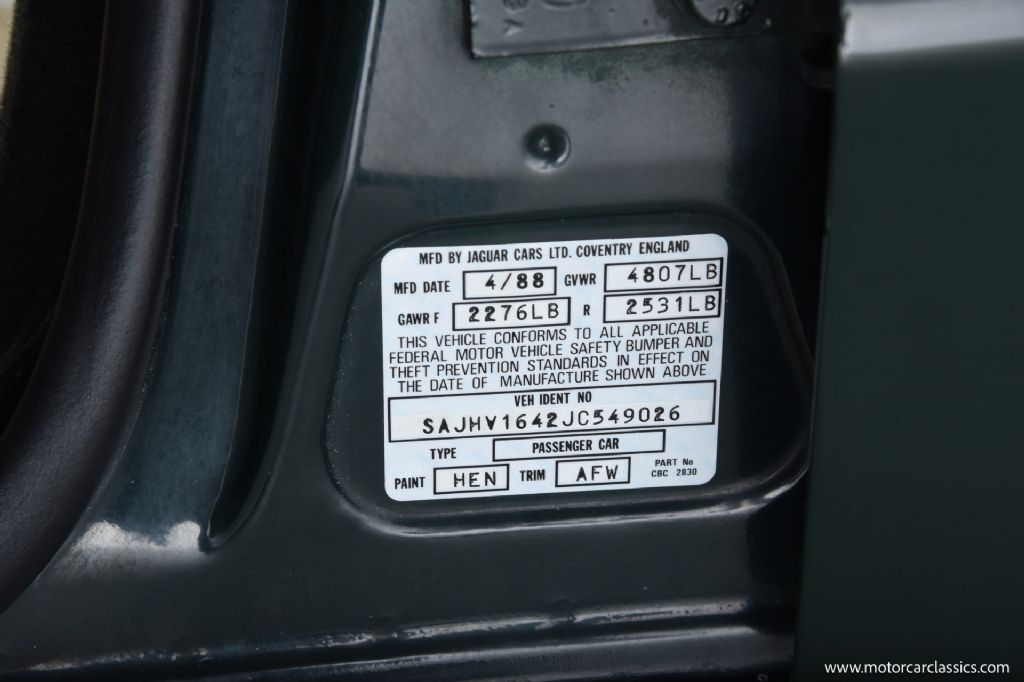 MFD BY JAGUAR CARS LTD. COVENTRY ENGLAND
MFD DATE 4/88 GVWR 4807LB
GAWR F 2276LB R 2531LB
THIS VEHICLE CONFORMS TO ALL APPLICABLE
FEDERAL MOTOR VEHICLE SAFETY BUMPER AND
THEFT PREVENTION STANDARDS IN EFFECT ON
THE DATE OF MANUFACTURE SHOWN ABOVE.
VEH IDENT NO
SAJHV1642JC549026
TYPE PASSENGER CAR
PAINT HEN TRIM AFW PART No
CBC 2830
www.motorcarclassics.com